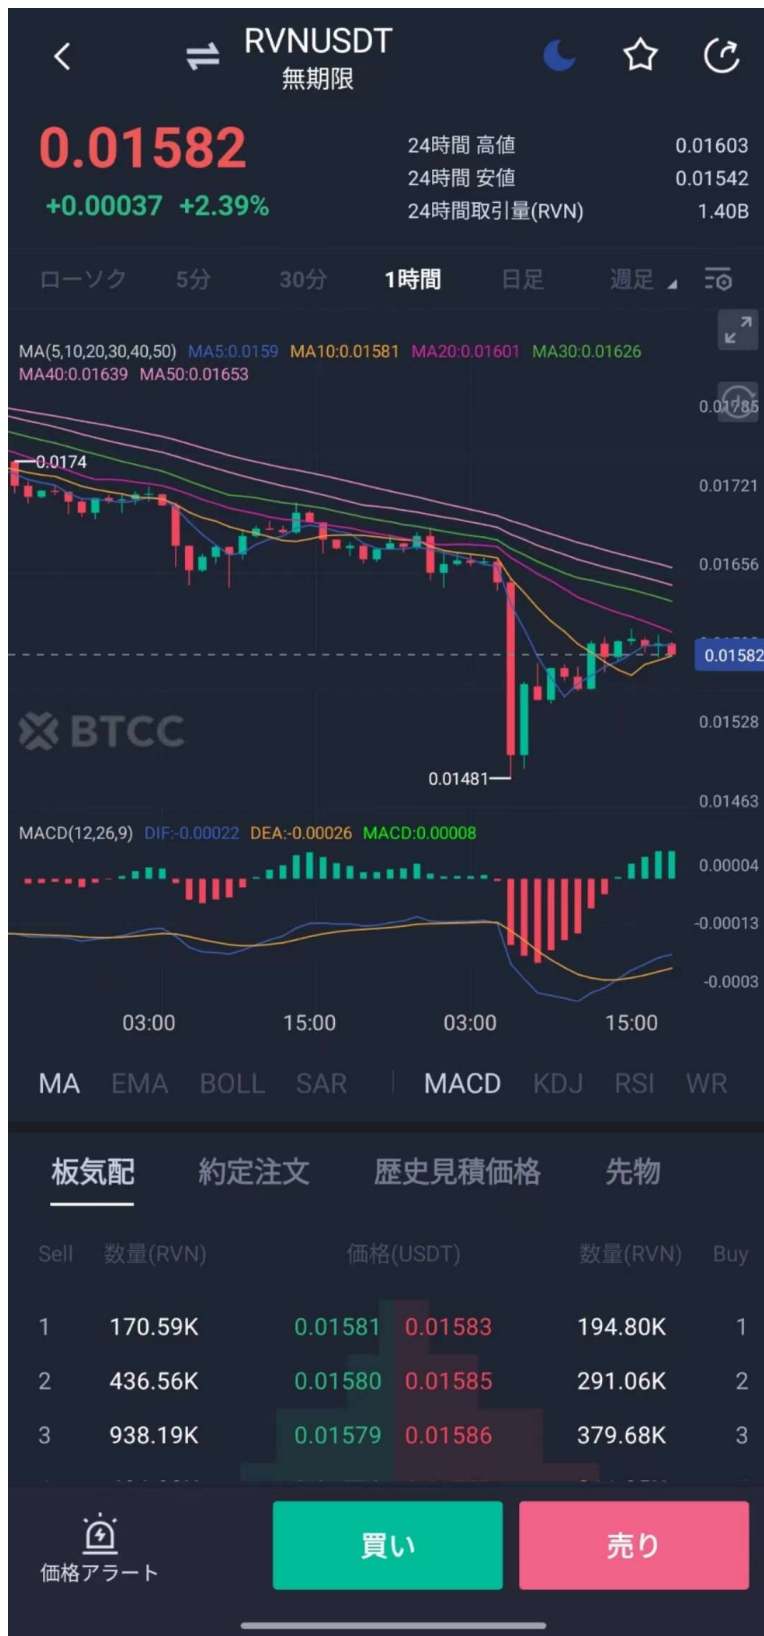 RVNUSDT
無期限
0.01582
+0.00037 +2.39%
24時間 高値 0.01603
24時間 安値 0.01542
24時間取引量(RVN) 1.40B
ローソク 5分 30分 1時間 日足 週足
MA(5,10,20,30,40,50) MA5:0.0159 MA10:0.01581 MA20:0.01601 MA30:0.01626
MA40:0.01639 MA50:0.01653
0.01785
0.0174
0.01721
0.01656
0.01582
0.01528
BTCC
0.01481
0.01463
MACD(12,26,9) DIF:-0.00022 DEA:-0.00026 MACD:0.00008
0.00004
-0.00013
-0.0003
03:00 15:00 03:00 15:00
MA EMA BOLL SAR MACD KDJ RSI WR
板気配 約定注文 歴史見積価格 先物
Sell 数量(RVN) 価格(USDT) 数量(RVN) Buy
1 170.59K 0.01581 0.01583 194.80K 1
2 436.56K 0.01580 0.01585 291.06K 2
3 938.19K 0.01579 0.01586 379.68K 3
価格アラート
買い
売り